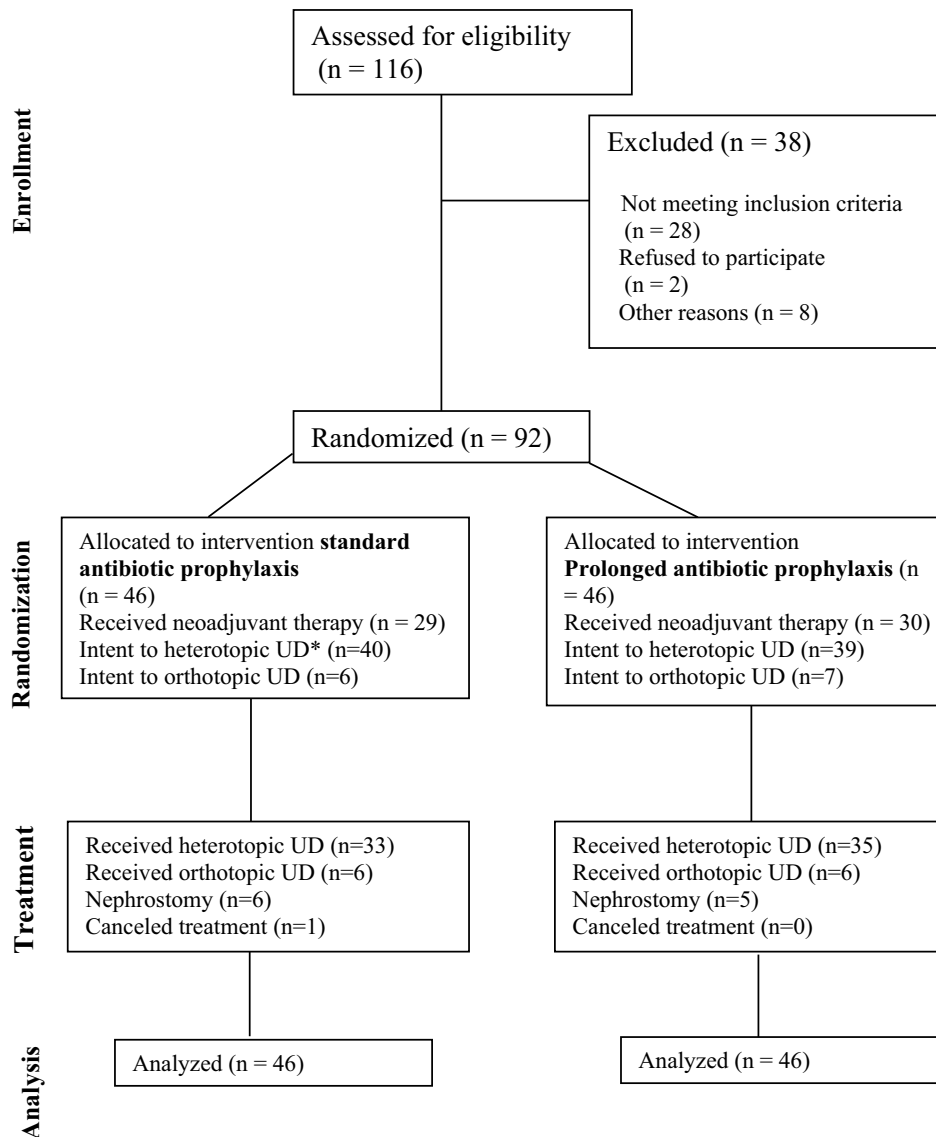 Assessed for eligibility
(n = 116)
Enrollment
Excluded (n = 38)
Not meeting inclusion criteria
(n = 28)
Refused to participate
(n = 2)
Other reasons (n = 8)
Randomized (n = 92)
Randomization
Allocated to intervention standard
antibiotic prophylaxis
(n = 46)
Received neoadjuvant therapy (n = 29)
Intent to heterotopic UD* (n=40)
Intent to orthotopic UD (n=6)
Allocated to intervention
Prolonged antibiotic prophylaxis (n
= 46)
Received neoadjuvant therapy (n = 30)
Intent to heterotopic UD (n=39)
Intent to orthotopic UD (n=7)
Treatment
Received heterotopic UD (n=33)
Received orthotopic UD (n=6)
Nephrostomy (n=6)
Canceled treatment (n=1)
Received heterotopic UD (n=35)
Received orthotopic UD (n=6)
Nephrostomy (n=5)
Canceled treatment (n=0)
Analysis
Analyzed (n = 46)
Analyzed (n = 46)